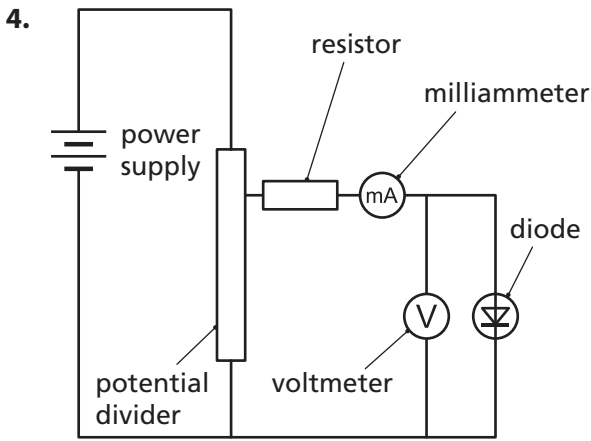 4.
resistor
milliammeter
power
supply
mA
diode
V
potential
divider
voltmeter